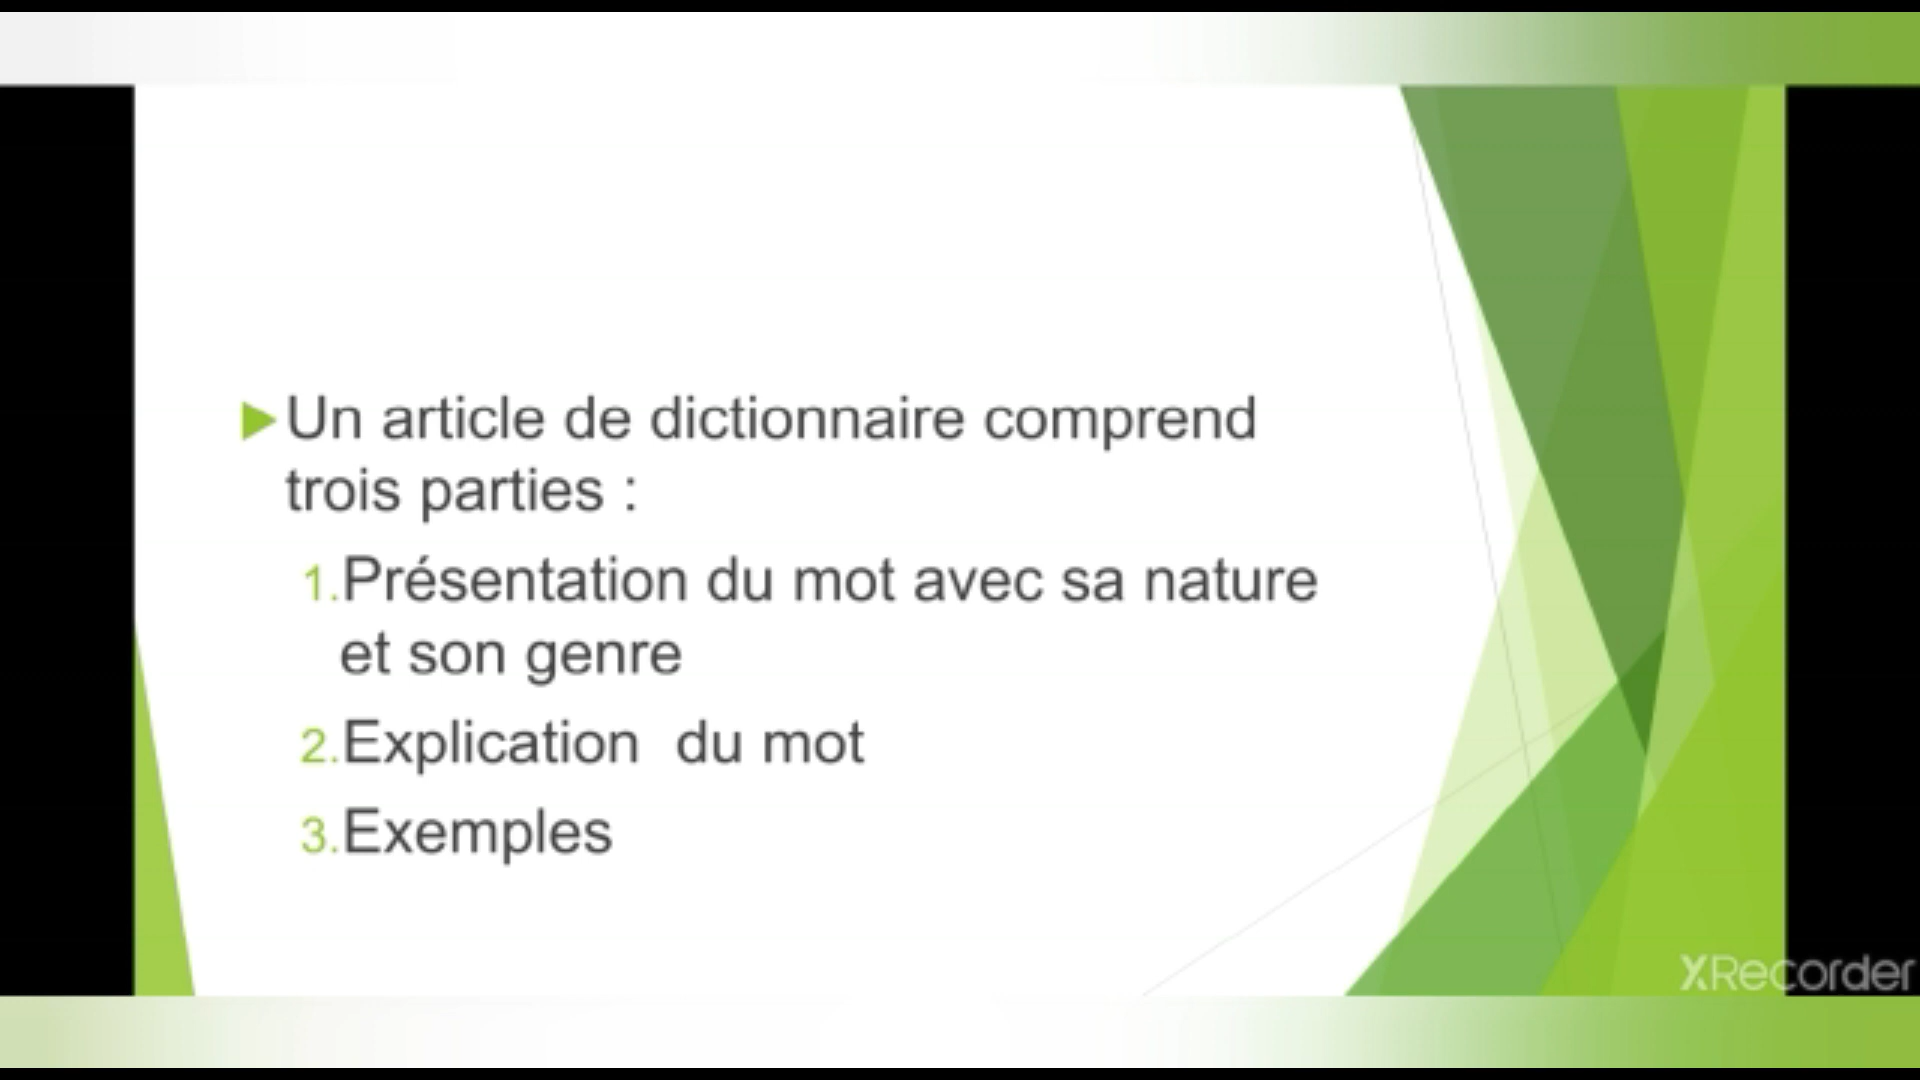 Un article de dictionnaire comprend
trois parties :
1.Présentation du mot avec sa nature
et son genre
2.Explication  du mot
3.Exemples
XRecorder